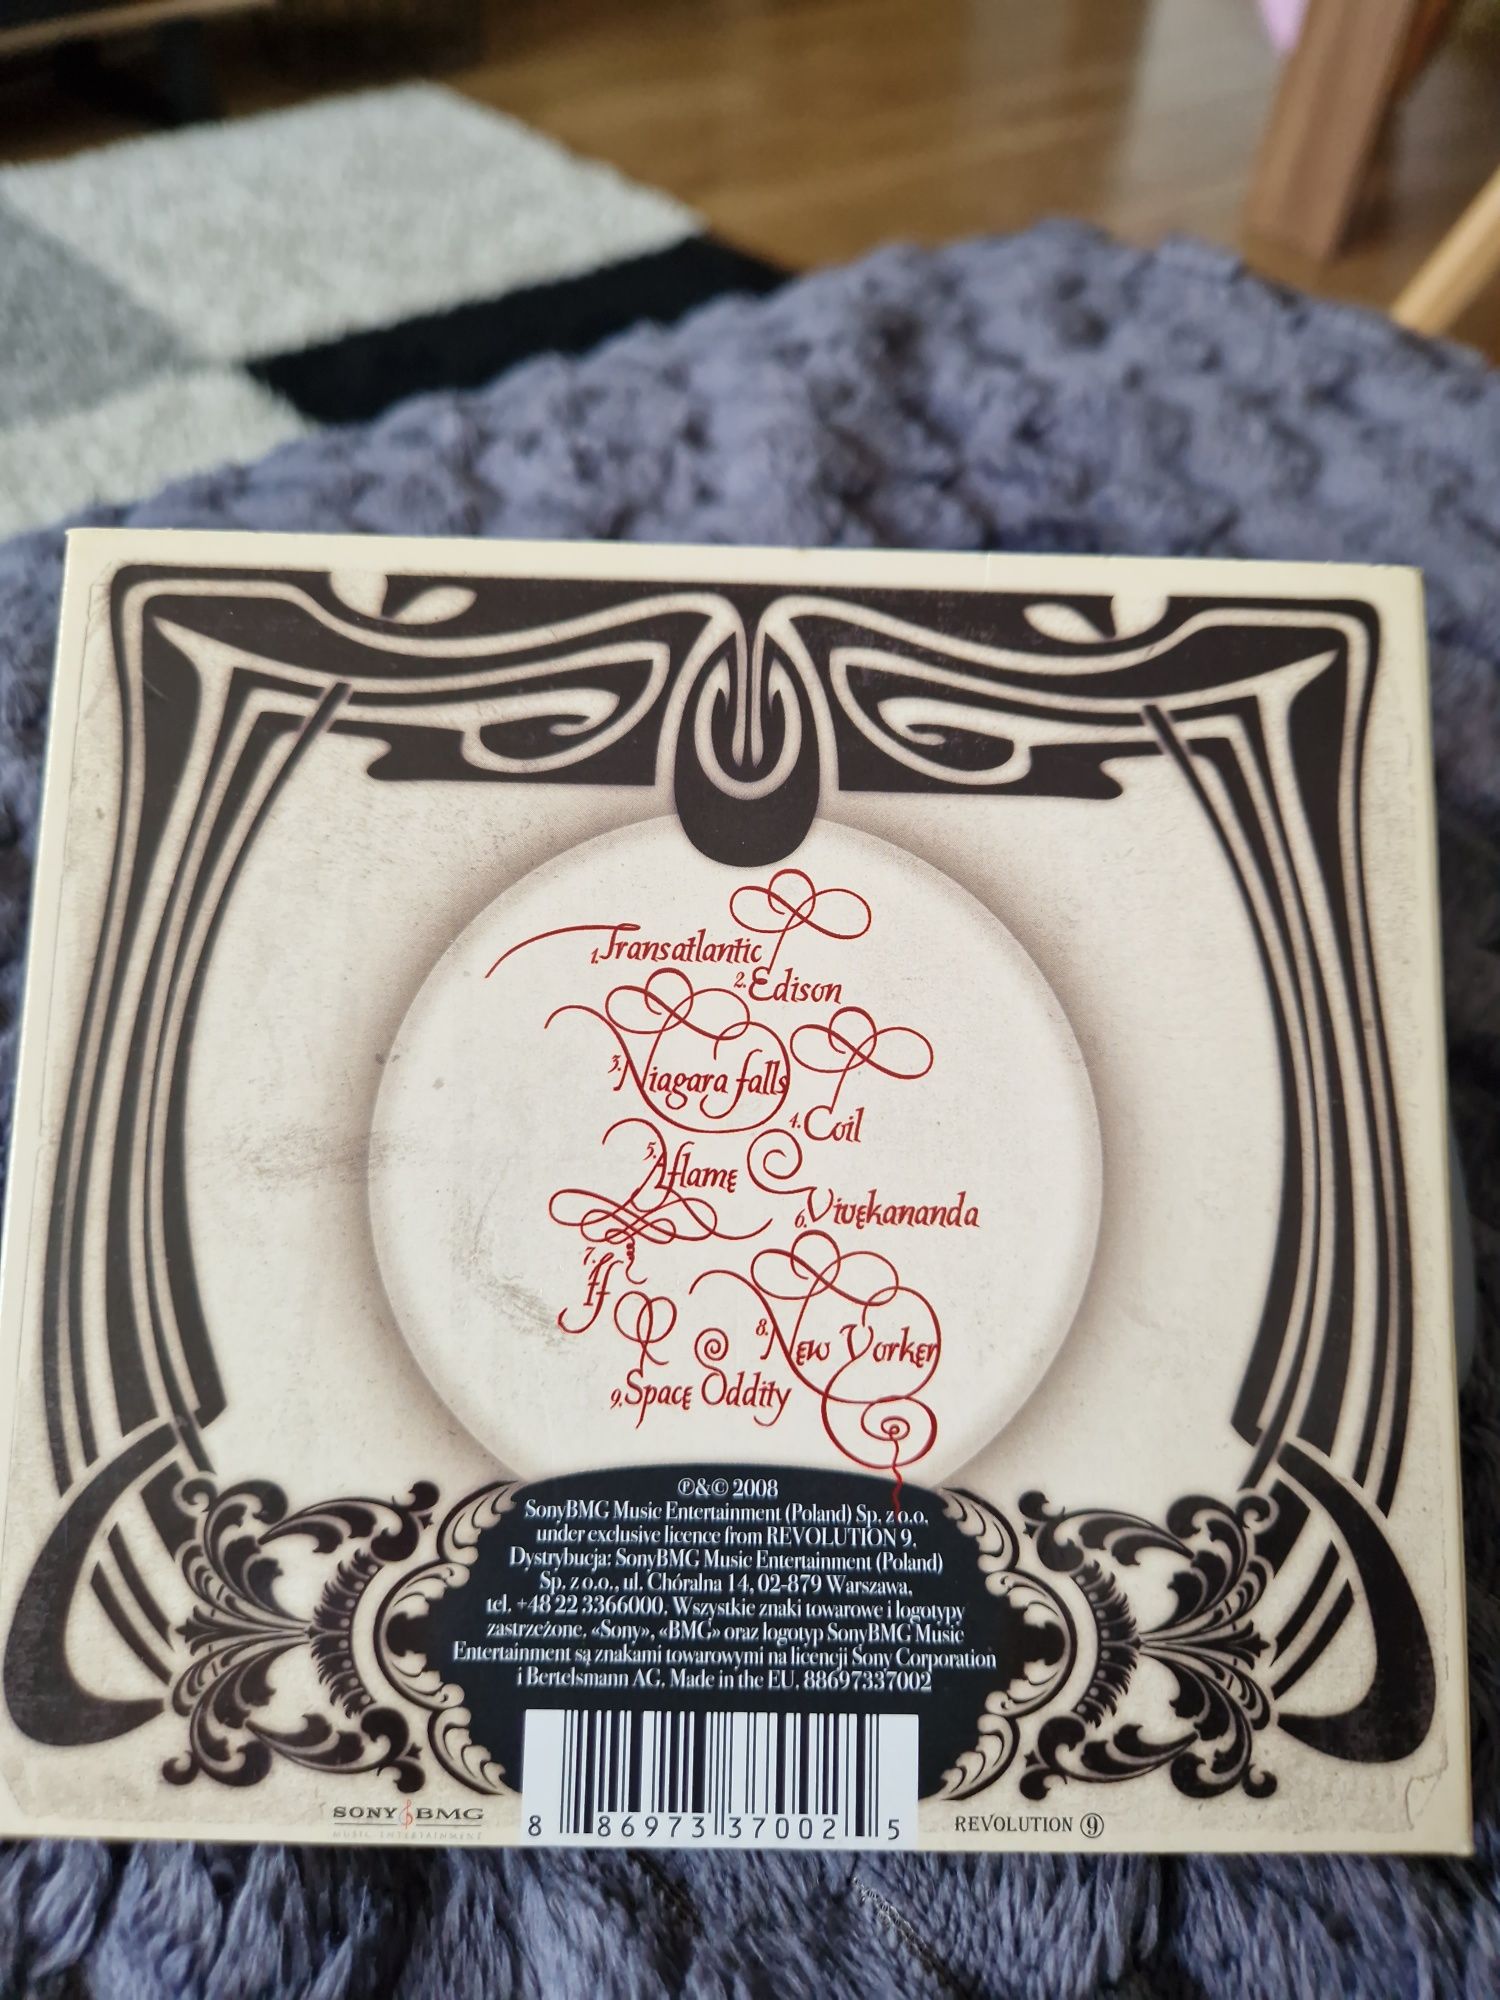 1. Transatlantic
2. Edison
3. Niagara falls
4. Coil
5. Aflame
6. Vivekananda
7. If
8. New Yorker
9. Space Oddity
℗&© 2008
SonyBMG Music Entertainment (Poland) Sp. z o.o.
under exclusive licence from REVOLUTION 9.
Dystrybucja: SonyBMG Music Entertainment (Poland)
Sp. z o.o., ul. Chóralna 14, 02-879 Warszawa,
tel. +48 22 3366000. Wszystkie znaki towarowe i logotypy
zastrzeżone. «Sony», «BMG» oraz logotyp SonyBMG Music
Entertainment są znakami towarowymi na licencji Sony Corporation
i Bertelsmann AG. Made in the EU. 88697337002
SONY BMG
MUSIC ENTERTAINMENT
8 86973 37002 5
REVOLUTION 9